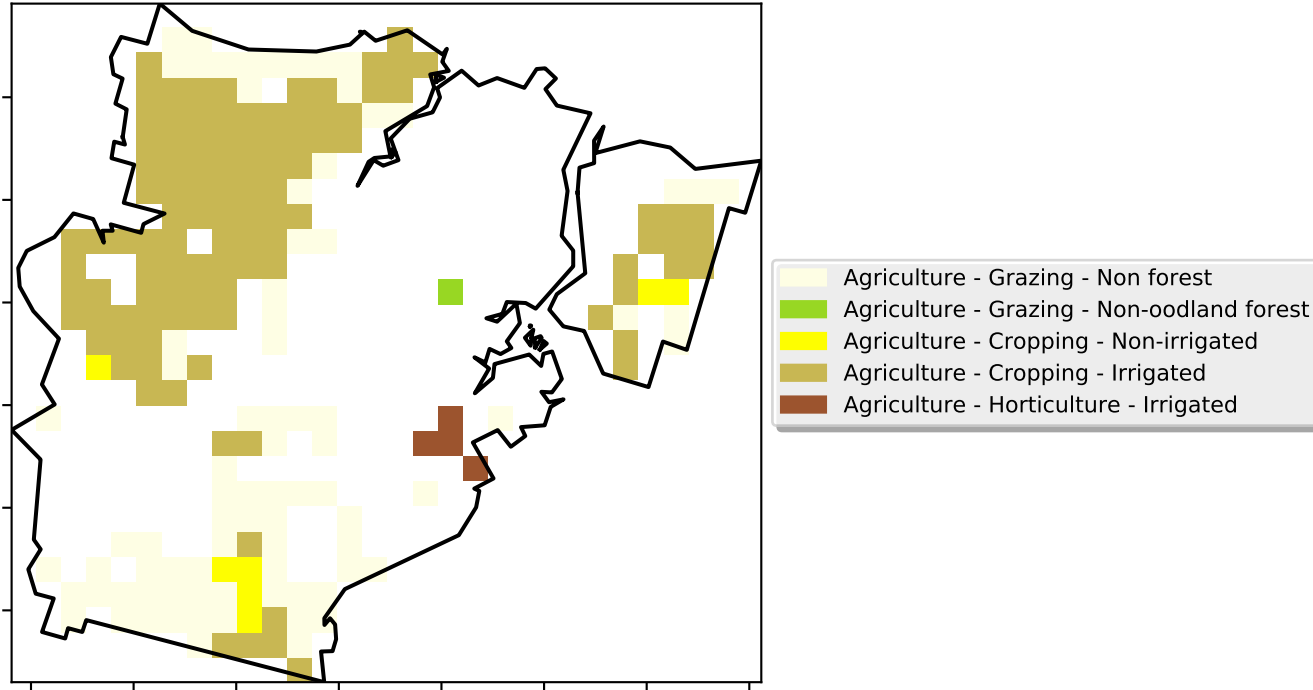 Agriculture - Grazing - Non forest
Agriculture - Grazing - Non-oodland forest
Agriculture - Cropping - Non-irrigated
Agriculture - Cropping - Irrigated
Agriculture - Horticulture - Irrigated